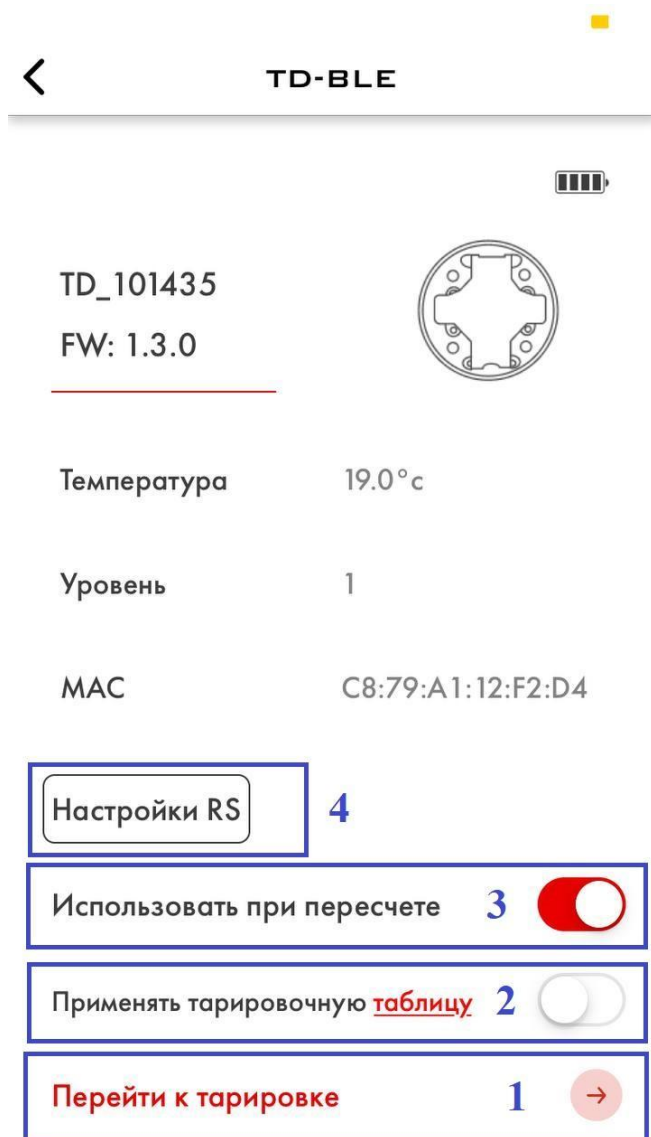 TD-BLE
TD_101435
FW: 1.3.0
Температура 19.0°c
Уровень 1
MAC C8:79:A1:12:F2:D4
Настройки RS 4
Использовать при пересчете 3
Применять тарировочную таблицу 2
Перейти к тарировке 1